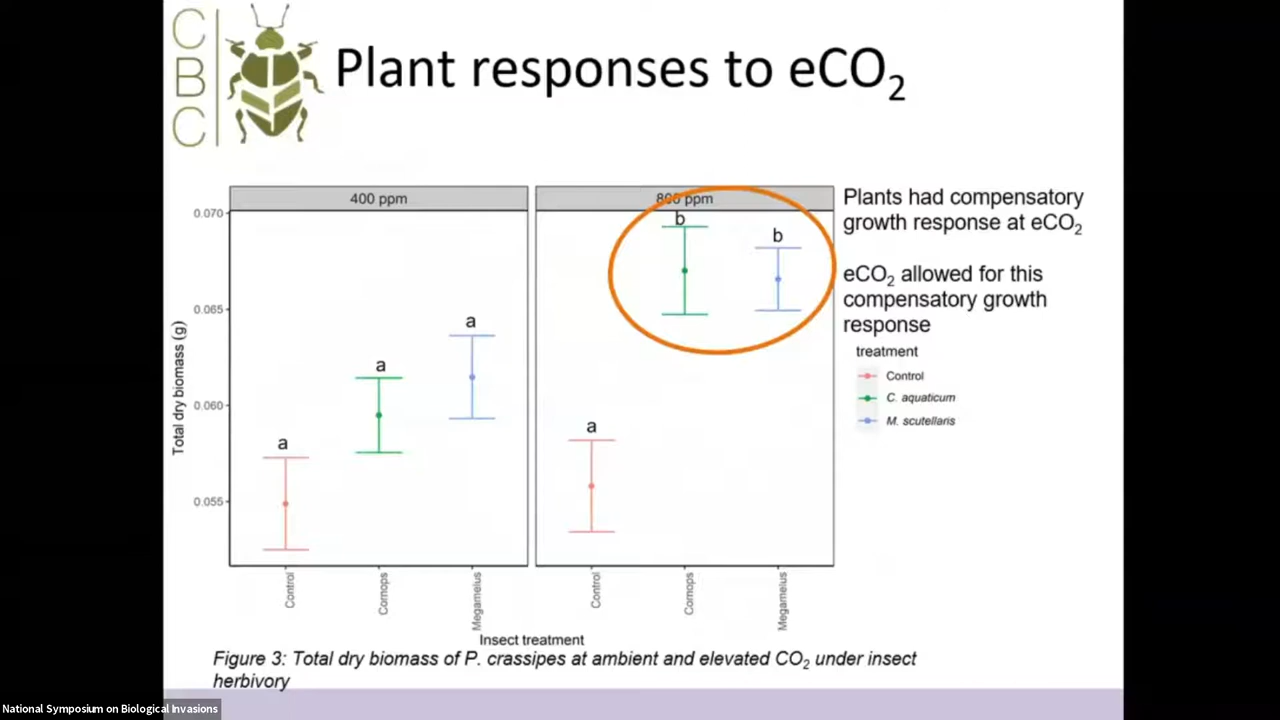 C
B
C
Plant responses to eCO₂
400 ppm
800 ppm
0.070
0.065
0.060
0.055
Total dry biomass (g)
a
a
a
a
b
b
Control
Cornops
Megamelus
Control
Cornops
Megamelus
Insect treatment
Plants had compensatory
growth response at eCO₂
eCO₂ allowed for this
compensatory growth
response
treatment
Control
C. aquaticum
M. scutellaris
Figure 3: Total dry biomass of P. crassipes at ambient and elevated CO₂ under insect
herbivory
National Symposium on Biological Invasions